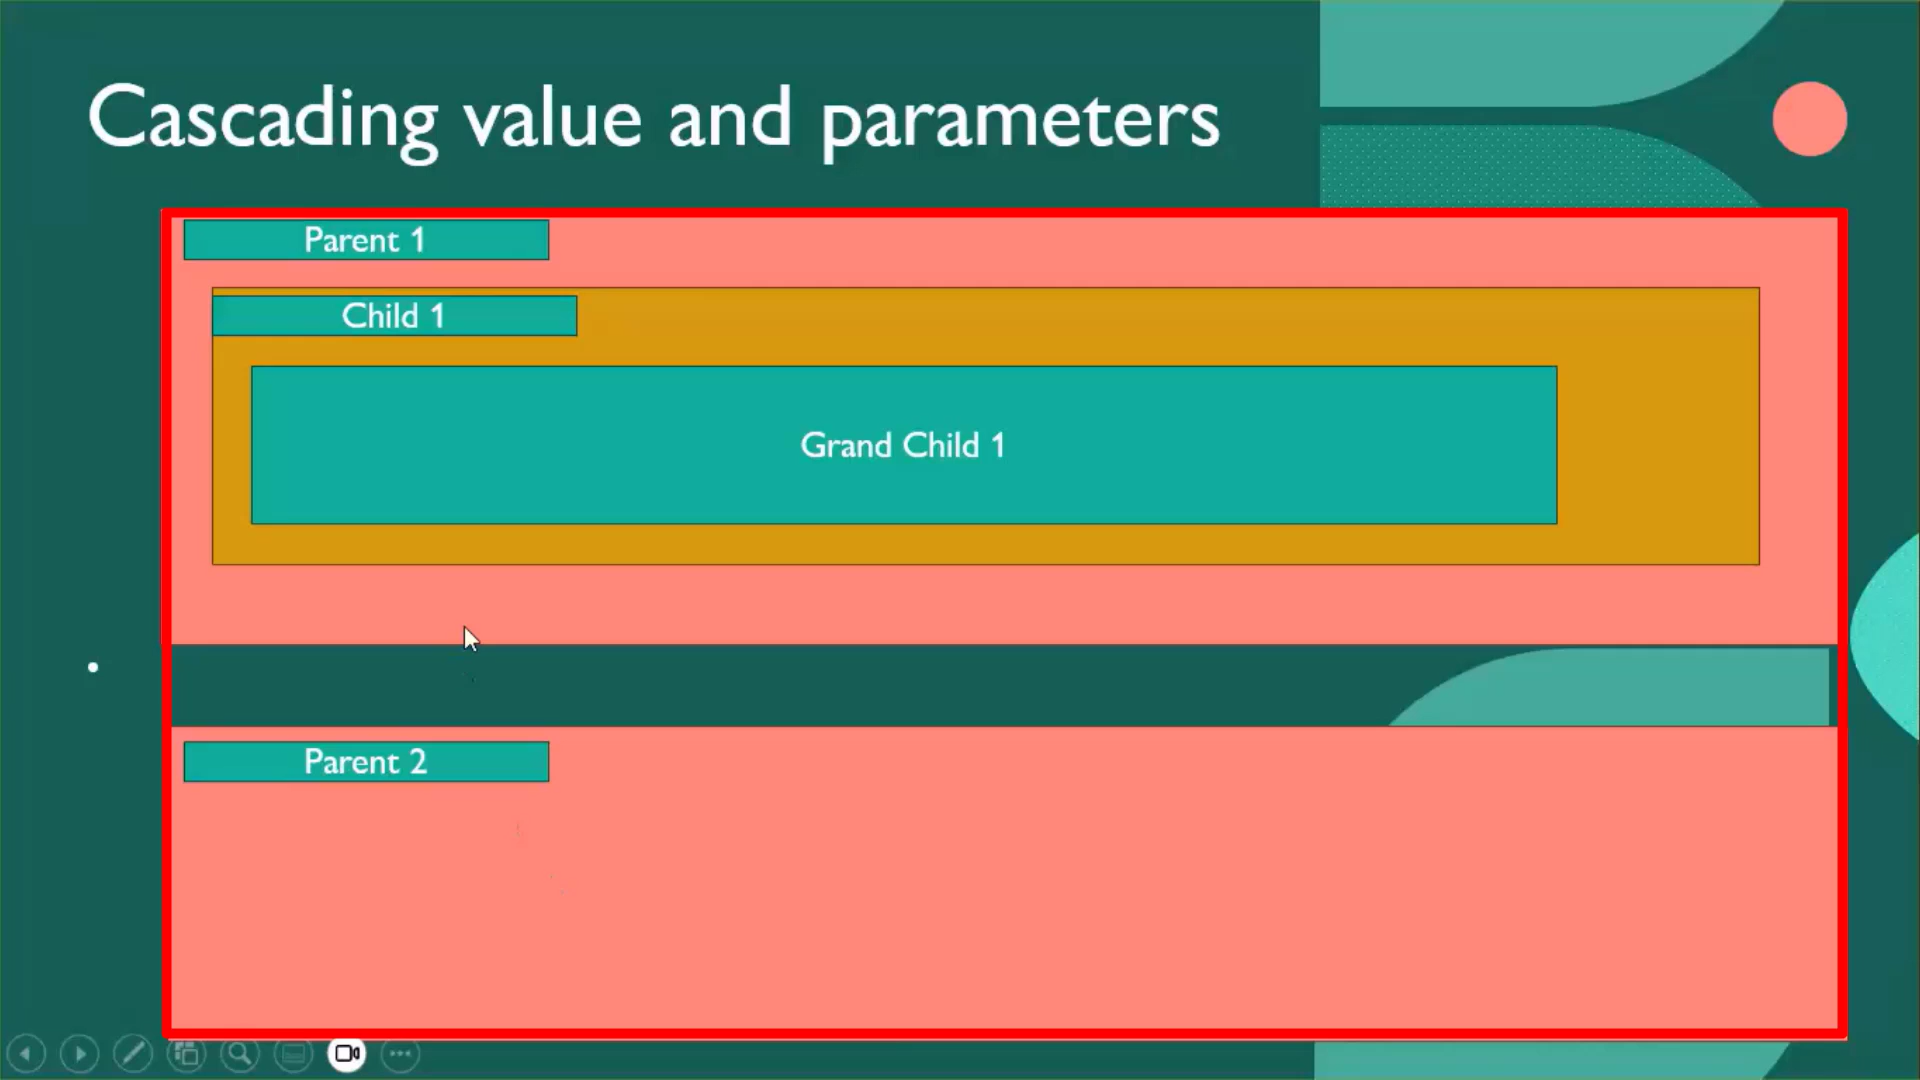 Cascading value and parameters
Parent 1
Child 1
Grand Child 1
Parent 2